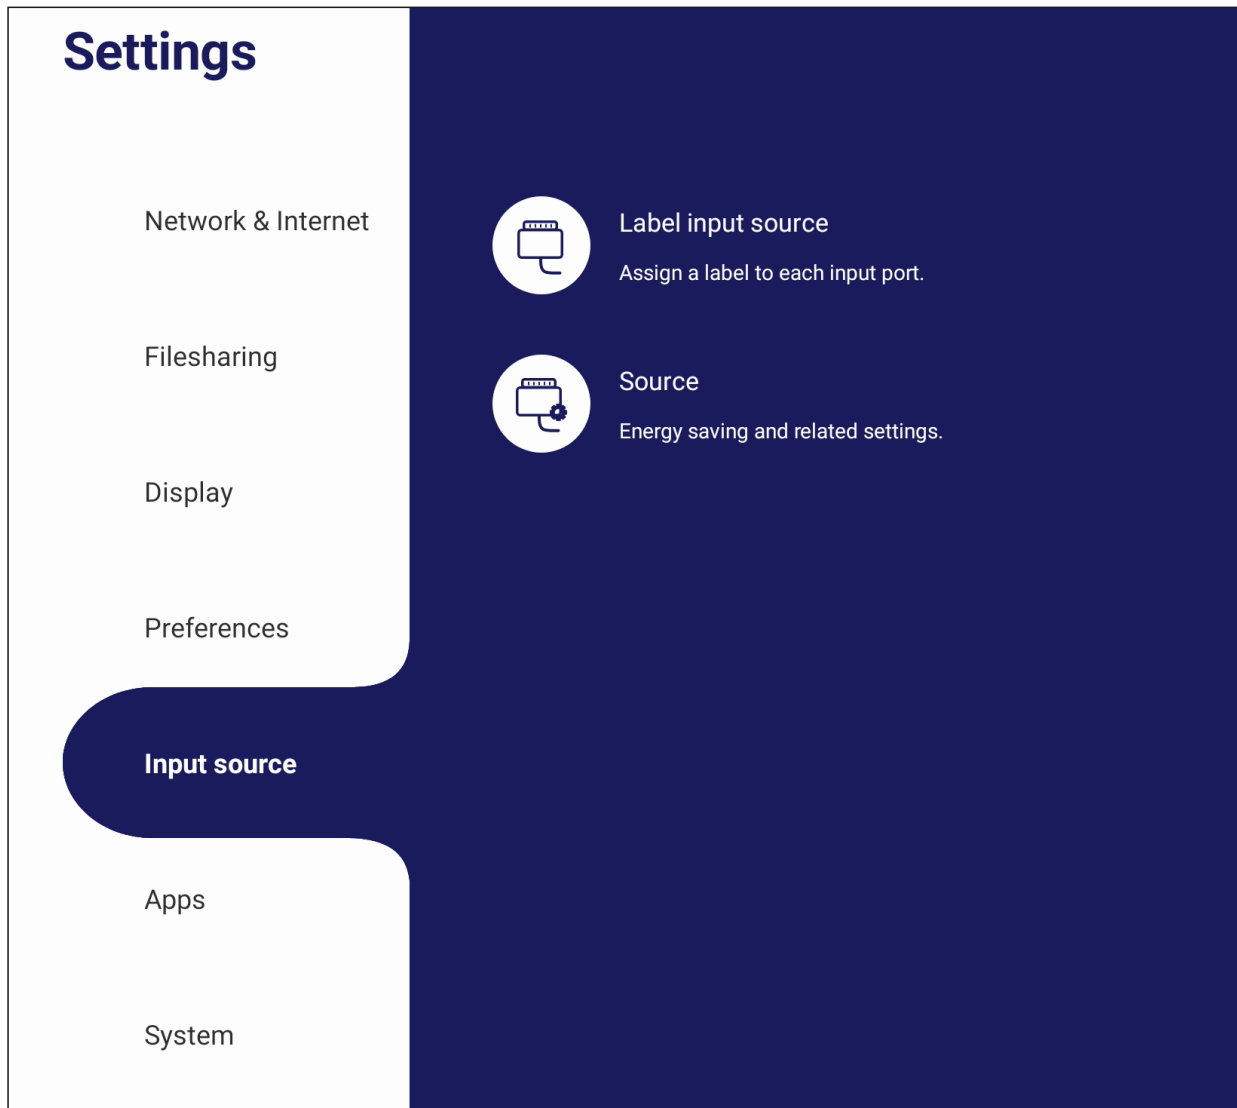 Settings
Network & Internet
Filesharing
Display
Preferences
Input source
Apps
System
Label input source
Assign a label to each input port.
Source
Energy saving and related settings.